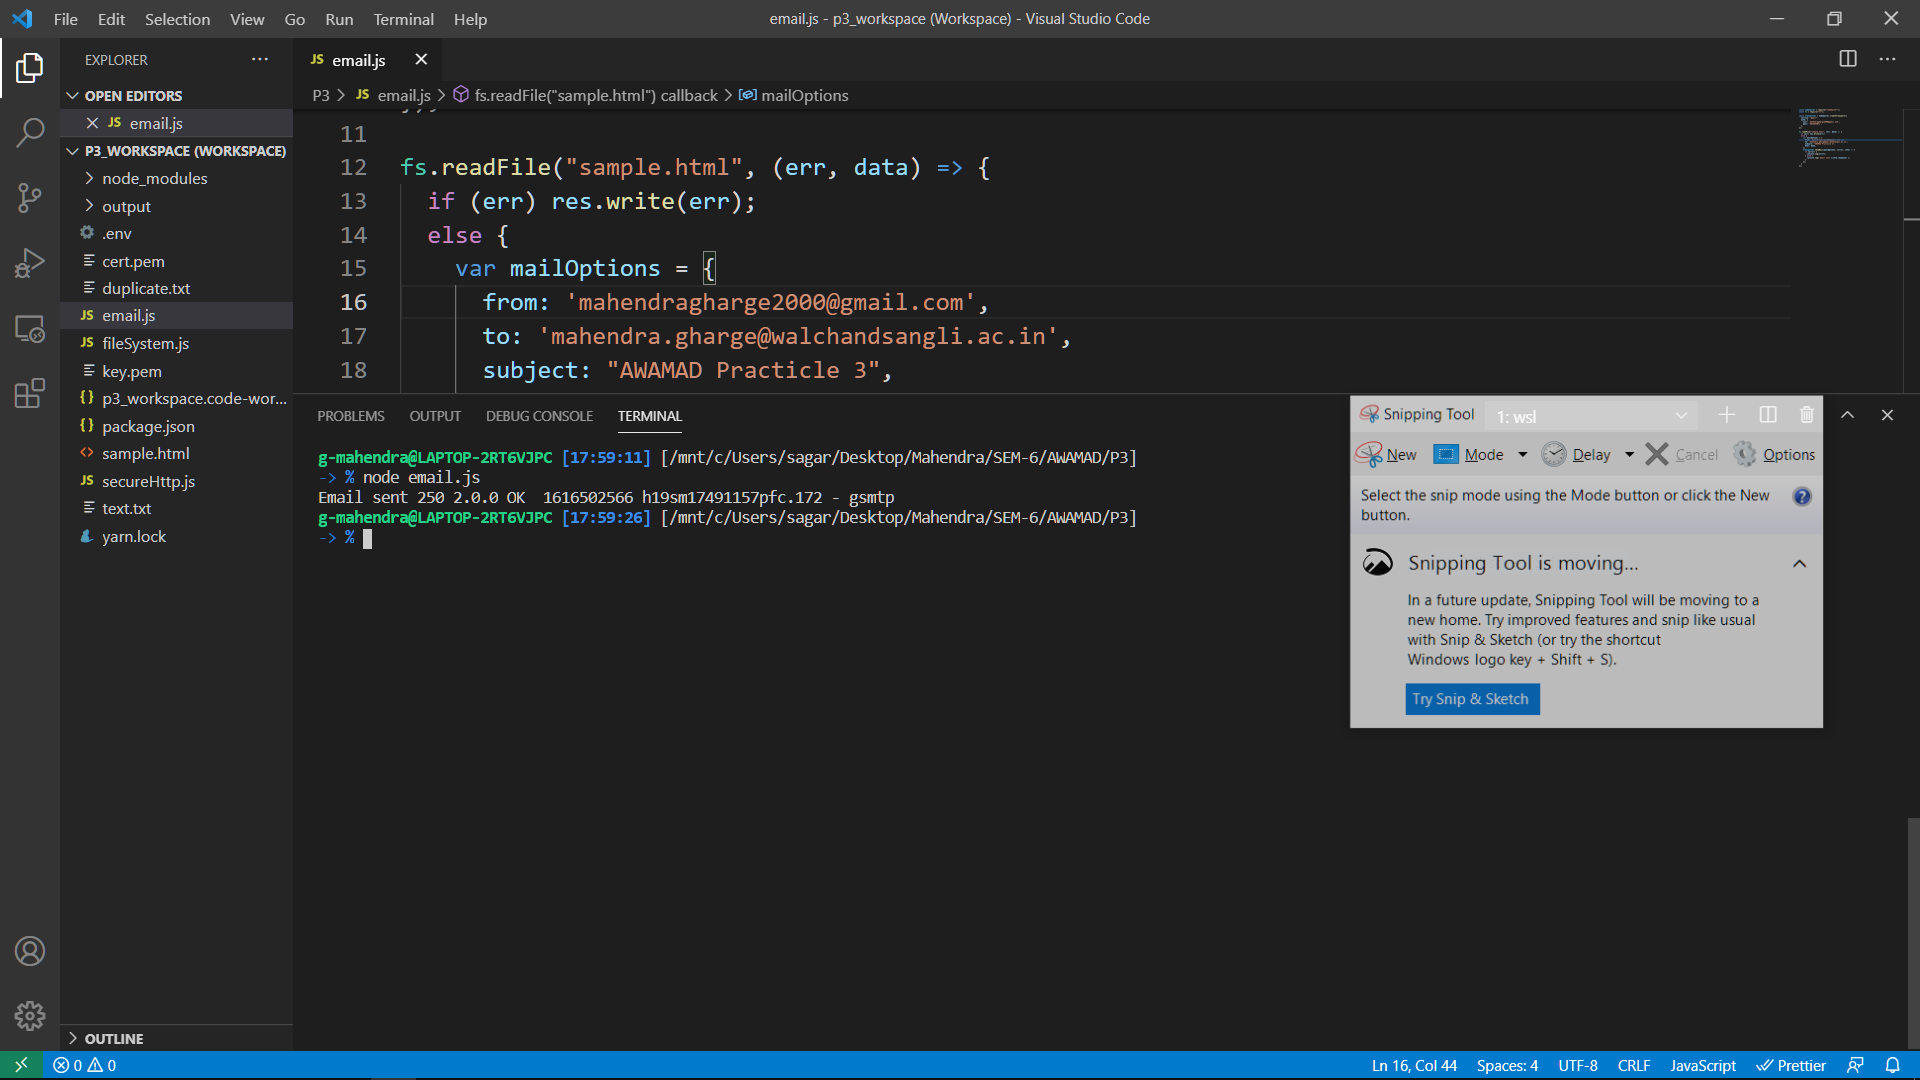 File Edit Selection View Go Run Terminal Help
email.js - p3_workspace (Workspace) - Visual Studio Code
EXPLORER
JS email.js
OPEN EDITORS
JS email.js
P3_WORKSPACE (WORKSPACE)
node_modules
output
.env
cert.pem
duplicate.txt
JS email.js
JS fileSystem.js
key.pem
{} p3_workspace.code-wor...
{} package.json
<> sample.html
JS secureHttp.js
text.txt
yarn.lock
OUTLINE
P3 > JS email.js > fs.readFile("sample.html") callback > mailOptions
11
12 fs.readFile("sample.html", (err, data) => {
13 if (err) res.write(err);
14 else {
15 var mailOptions = {
16 from: 'mahendragharge2000@gmail.com',
17 to: 'mahendra.gharge@walchandsangli.ac.in',
18 subject: "AWAMAD Practicle 3",
PROBLEMS OUTPUT DEBUG CONSOLE TERMINAL
g-mahendra@LAPTOP-2RT6VJPC [17:59:11] [/mnt/c/Users/sagar/Desktop/Mahendra/SEM-6/AWAMAD/P3]
-> % node email.js
Email sent 250 2.0.0 OK 1616502566 h19sm17491157pfc.172 - gsmtp
g-mahendra@LAPTOP-2RT6VJPC [17:59:26] [/mnt/c/Users/sagar/Desktop/Mahendra/SEM-6/AWAMAD/P3]
-> %
Snipping Tool 1: wsl
New Mode Delay Cancel Options
Select the snip mode using the Mode button or click the New
button.
Snipping Tool is moving...
In a future update, Snipping Tool will be moving to a
new home. Try improved features and snip like usual
with Snip & Sketch (or try the shortcut
Windows logo key + Shift + S).
Try Snip & Sketch
0 0
Ln 16, Col 44 Spaces: 4 UTF-8 CRLF JavaScript Prettier